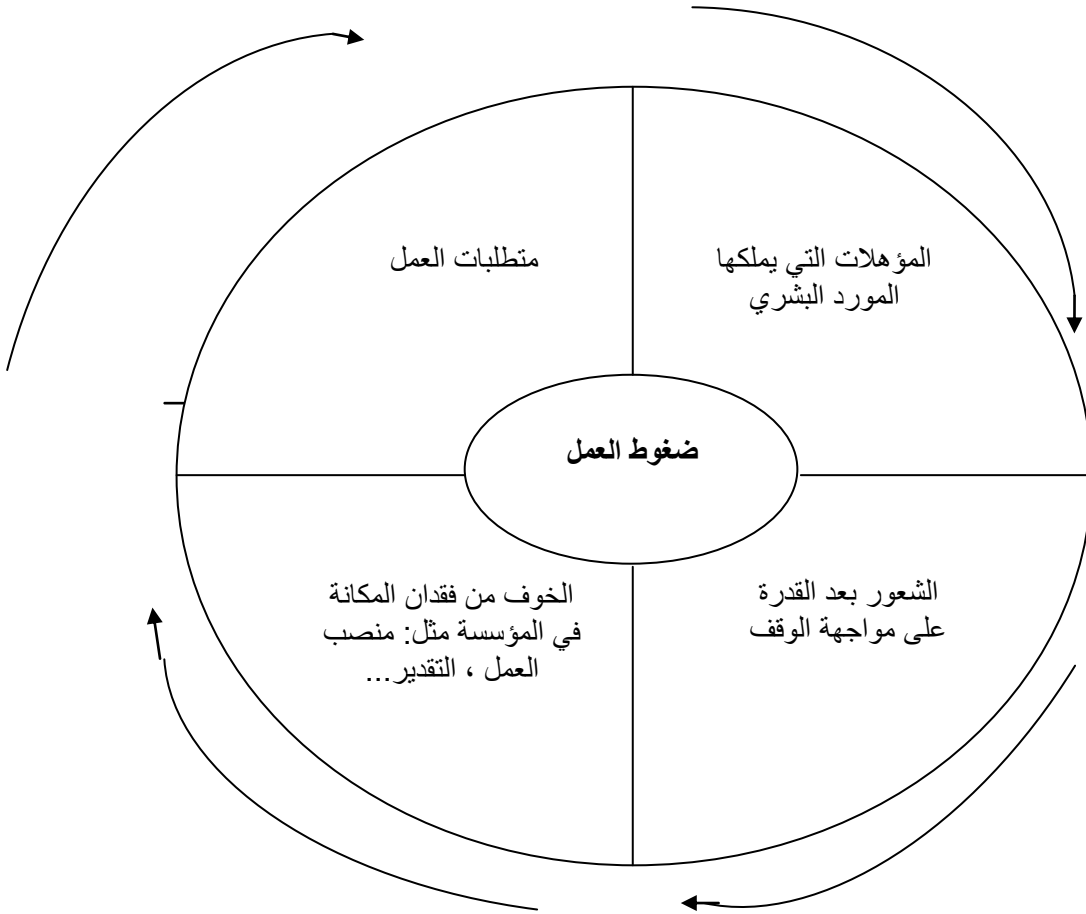 المؤهلات التي يملكها
المورد البشري
متطلبات العمل
ضغوط العمل
الشعور بعد القدرة
على مواجهة الوقف
الخوف من فقدان المكانة
في المؤسسة مثل: منصب
العمل ، التقدير...